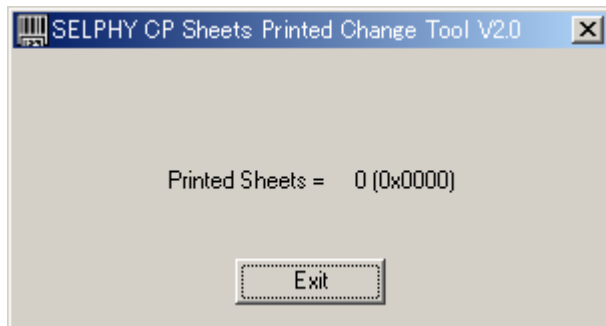 SELPHY CP Sheets Printed Change Tool V2.0
Printed Sheets = 0 (0x0000)
Exit